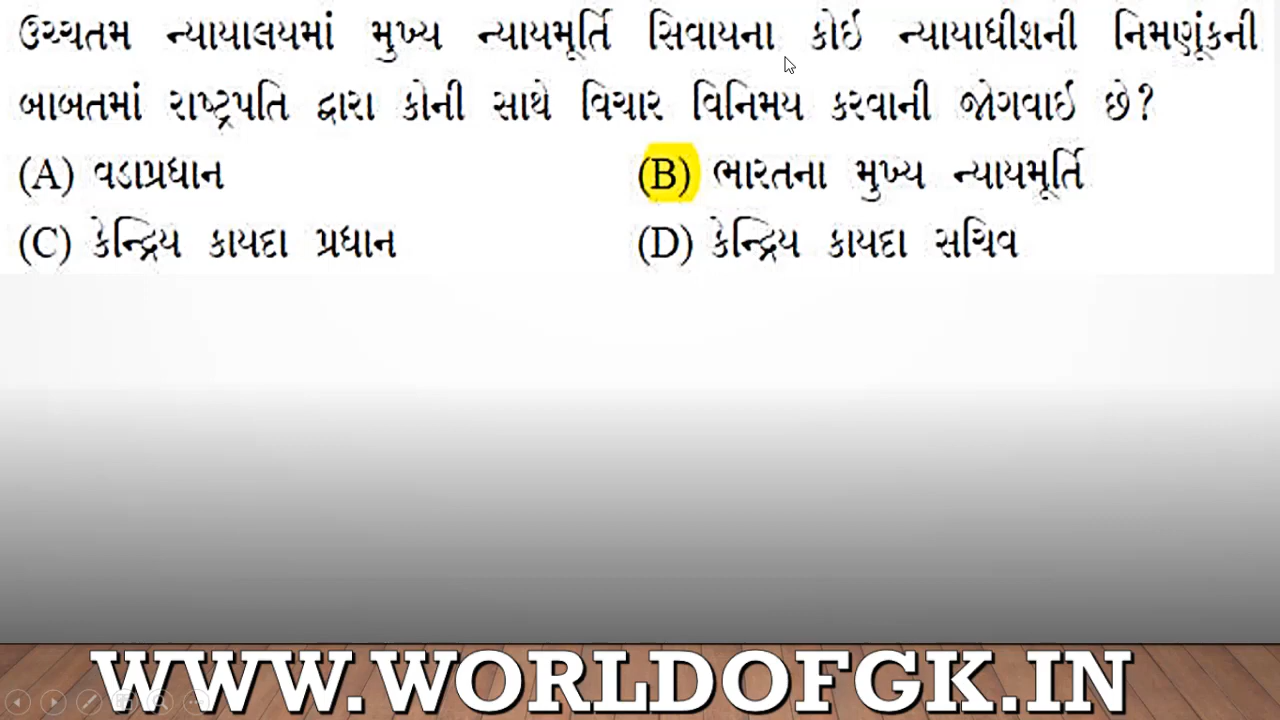 ઉચ્ચતમ ન્યાયાલયમાં મુખ્ય ન્યાયમૂર્તિ સિવાયના કોઇ ન્યાયાધીશની નિમણૂંકની
બાબતમાં રાષ્ટ્રપતિ દ્વારા કોની સાથે વિચાર વિનિમય કરવાની જોગવાઇ છે?
(A) વડાપ્રધાન (B) ભારતના મુખ્ય ન્યાયમૂર્તિ
(C) કેન્દ્રિય કાયદા પ્રધાન (D) કેન્દ્રિય કાયદા સચિવ
WWW.WORLDOFGK.IN